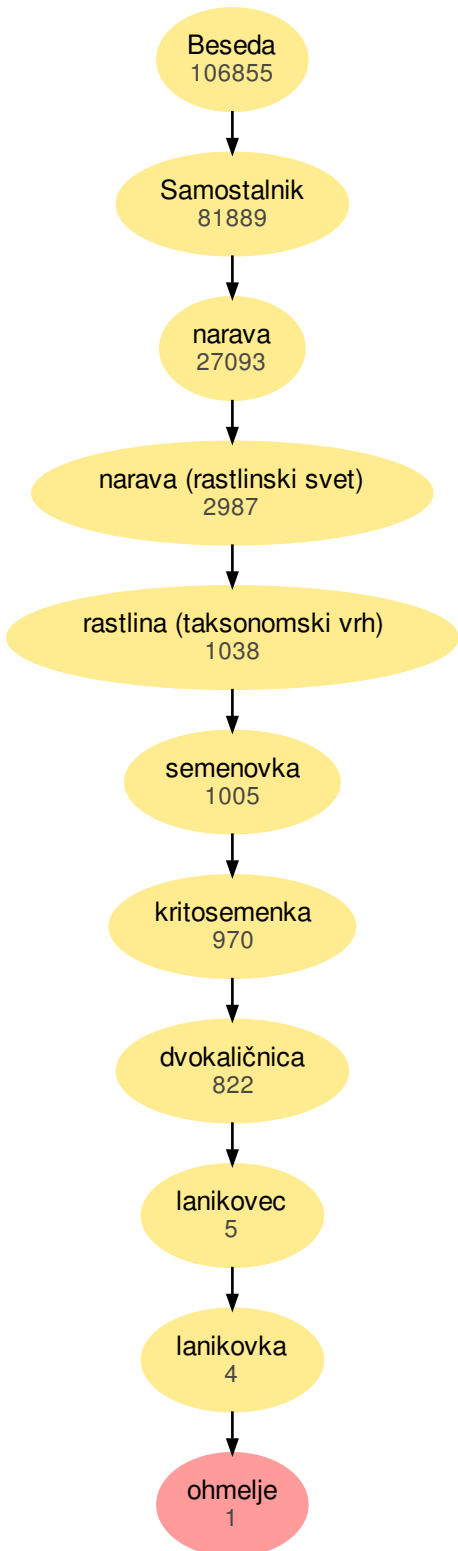 Beseda
106855
Samostalnik
81889
narava
27093
narava (rastlinski svet)
2987
rastlina (taksonomski vrh)
1038
semenovka
1005
kritosemenka
970
dvokaličnica
822
lanikovec
5
lanikovka
4
ohmelje
1